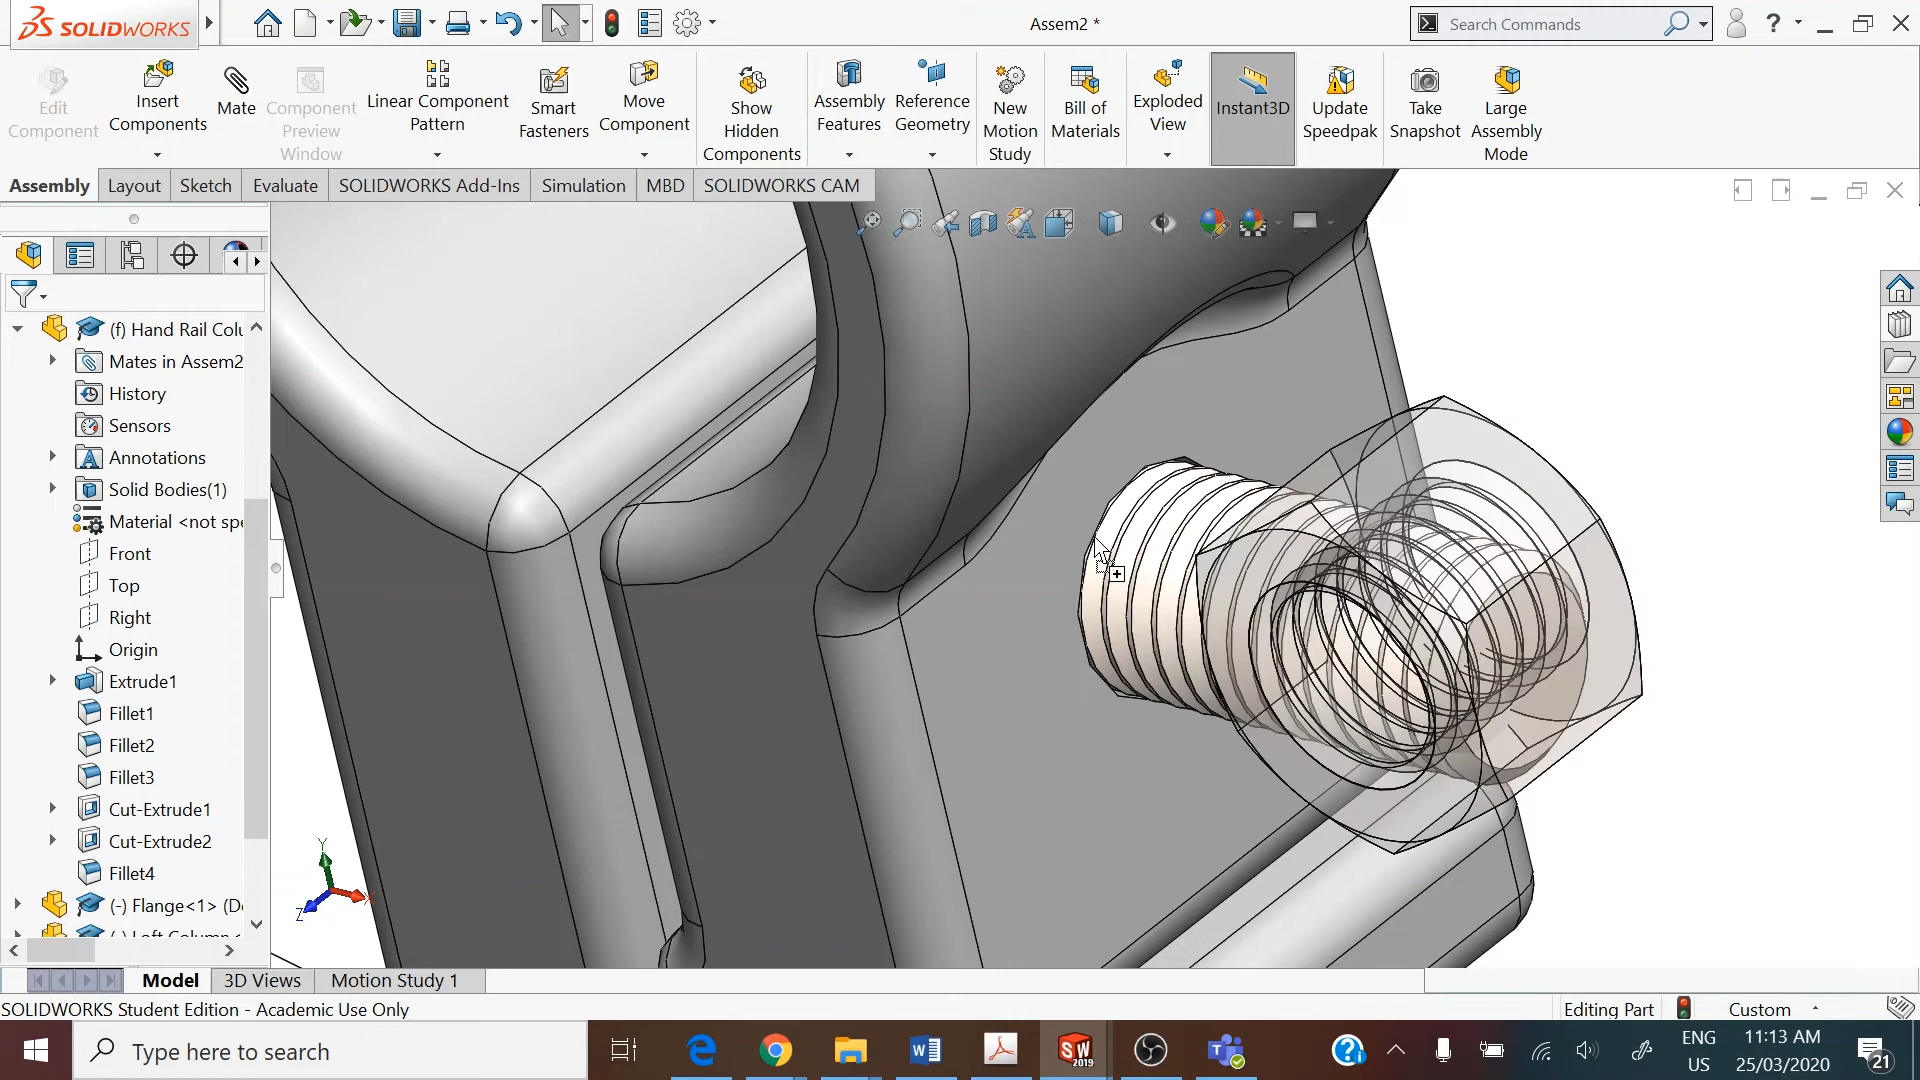 SOLIDWORKS
Assem2 *
Search Commands
Edit Component
Insert Components
Mate
Component Preview Window
Linear Component Pattern
Smart Fasteners
Move Component
Show Hidden Components
Assembly Features
Reference Geometry
New Motion Study
Bill of Materials
Exploded View
Instant3D
Update Speedpak
Take Snapshot
Large Assembly Mode
Assembly
Layout
Sketch
Evaluate
SOLIDWORKS Add-Ins
Simulation
MBD
SOLIDWORKS CAM
(f) Hand Rail Colu
Mates in Assem2
History
Sensors
Annotations
Solid Bodies(1)
Material <not spe
Front
Top
Right
Origin
Extrude1
Fillet1
Fillet2
Fillet3
Cut-Extrude1
Cut-Extrude2
Fillet4
(-) Flange<1> (De
Y
X
Z
Model
3D Views
Motion Study 1
SOLIDWORKS Student Edition - Academic Use Only
Editing Part
Custom
Type here to search
SW
2019
ENG
US
11:13 AM
25/03/2020
21